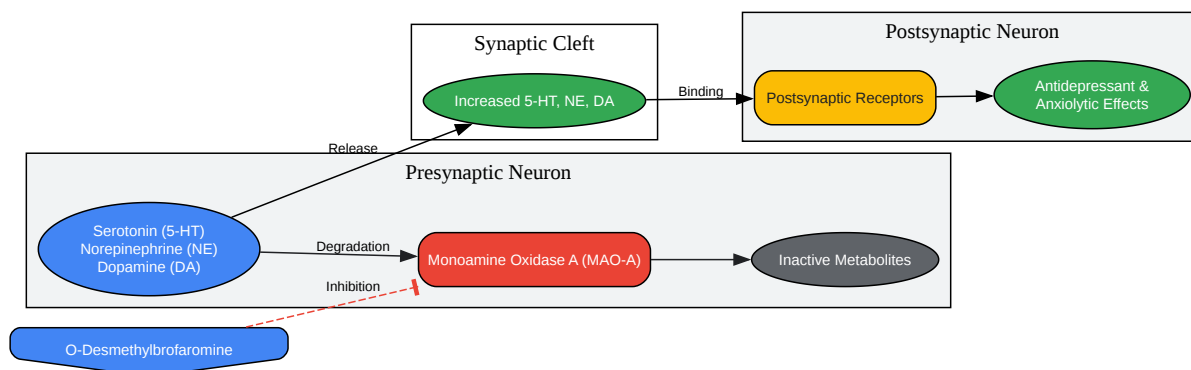 Synaptic Cleft
Increased 5-HT, NE, DA
Binding
Postsynaptic Neuron
Postsynaptic Receptors
Antidepressant &
Anxiolytic Effects
Release
Presynaptic Neuron
Serotonin (5-HT)
Norepinephrine (NE)
Dopamine (DA)
Degradation
Monoamine Oxidase A (MAO-A)
Inactive Metabolites
Inhibition
O-Desmethylbrofaromine